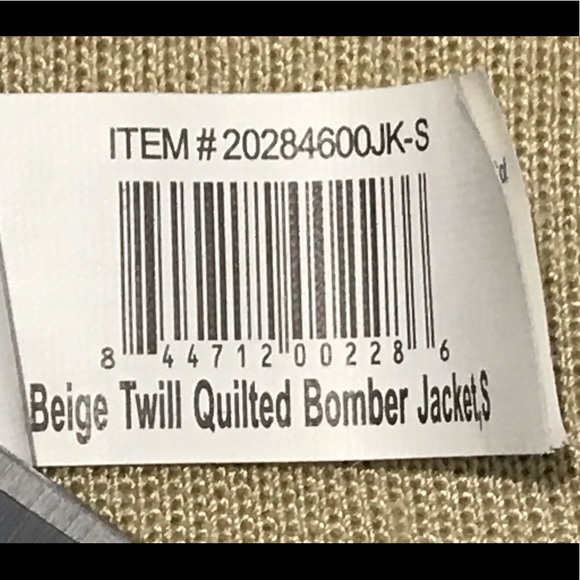 ITEM # 20284600JK-S
8 44712 00228 6
Beige Twill Quilted Bomber Jacket,S